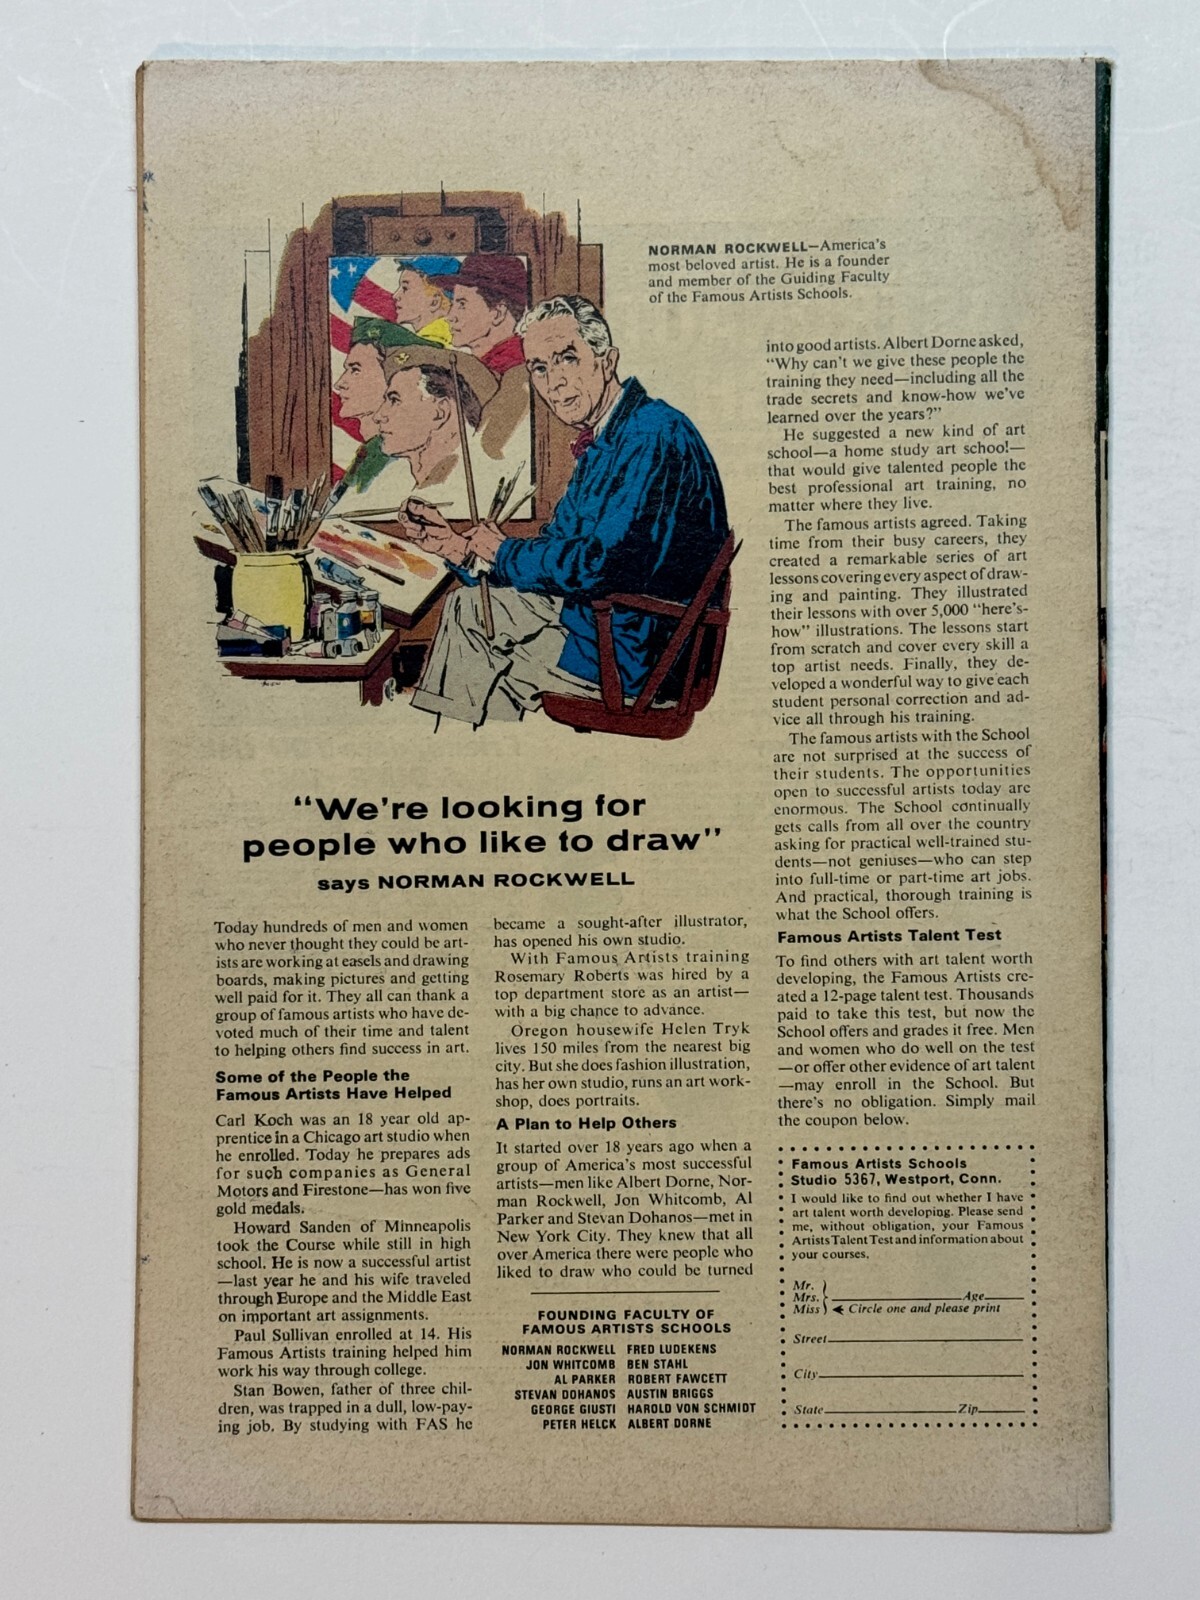 NORMAN ROCKWELL—America's
most beloved artist. He is a founder
and member of the Guiding Faculty
of the Famous Artists Schools.
"We're looking for
people who like to draw"
says NORMAN ROCKWELL
Today hundreds of men and women
who never thought they could be art-
ists are working at easels and drawing
boards, making pictures and getting
well paid for it. They all can thank a
group of famous artists who have de-
voted much of their time and talent
to helping others find success in art.
Some of the People the
Famous Artists Have Helped
Carl Koch was an 18 year old ap-
prentice in a Chicago art studio when
he enrolled. Today he prepares ads
for such companies as General
Motors and Firestone—has won five
gold medals.
Howard Sanden of Minneapolis
took the Course while still in high
school. He is now a successful artist
—last year he and his wife traveled
through Europe and the Middle East
on important art assignments.
Paul Sullivan enrolled at 14. His
Famous Artists training helped him
work his way through college.
Stan Bowen, father of three chil-
dren, was trapped in a dull, low-pay-
ing job. By studying with FAS he
became a sought-after illustrator,
has opened his own studio.
With Famous Artists training
Rosemary Roberts was hired by a
top department store as an artist—
with a big chance to advance.
Oregon housewife Helen Tryk
lives 150 miles from the nearest big
city. But she does fashion illustration,
has her own studio, runs an art work-
shop, does portraits.
A Plan to Help Others
It started over 18 years ago when a
group of America's most successful
artists—men like Albert Dorne, Nor-
man Rockwell, Jon Whitcomb, Al
Parker and Stevan Dohanos—met in
New York City. They knew that all
over America there were people who
liked to draw who could be turned
into good artists. Albert Dorne asked,
"Why can't we give these people the
training they need—including all the
trade secrets and know-how we've
learned over the years?"
He suggested a new kind of art
school—a home study art school—
that would give talented people the
best professional art training, no
matter where they live.
The famous artists agreed. Taking
time from their busy careers, they
created a remarkable series of art
lessons covering every aspect of draw-
ing and painting. They illustrated
their lessons with over 5,000 "here's-
how" illustrations. The lessons start
from scratch and cover every skill a
top artist needs. Finally, they de-
veloped a wonderful way to give each
student personal correction and ad-
vice all through his training.
The famous artists with the School
are not surprised at the success of
their students. The opportunities
open to successful artists today are
enormous. The School continually
gets calls from all over the country
asking for practical well-trained stu-
dents—not geniuses—who can step
into full-time or part-time art jobs.
And practical, thorough training is
what the School offers.
Famous Artists Talent Test
To find others with art talent worth
developing, the Famous Artists cre-
ated a 12-page talent test. Thousands
paid to take this test, but now the
School offers and grades it free. Men
and women who do well on the test
—or offer other evidence of art talent
—may enroll in the School. But
there's no obligation. Simply mail
the coupon below.
FOUNDING FACULTY OF
FAMOUS ARTISTS SCHOOLS
NORMAN ROCKWELL FRED LUDEKENS
JON WHITCOMB BEN STAHL
AL PARKER ROBERT FAWCETT
STEVAN DOHANOS AUSTIN BRIGGS
GEORGE GIUSTI HAROLD VON SCHMIDT
PETER HELCK ALBERT DORNE
Famous Artists Schools
Studio 5367, Westport, Conn.
I would like to find out whether I have
art talent worth developing. Please send
me, without obligation, your Famous
Artists Talent Test and information about
your courses.
Mr.
Mrs. Age
Miss Circle one and please print
Street
City
State Zip